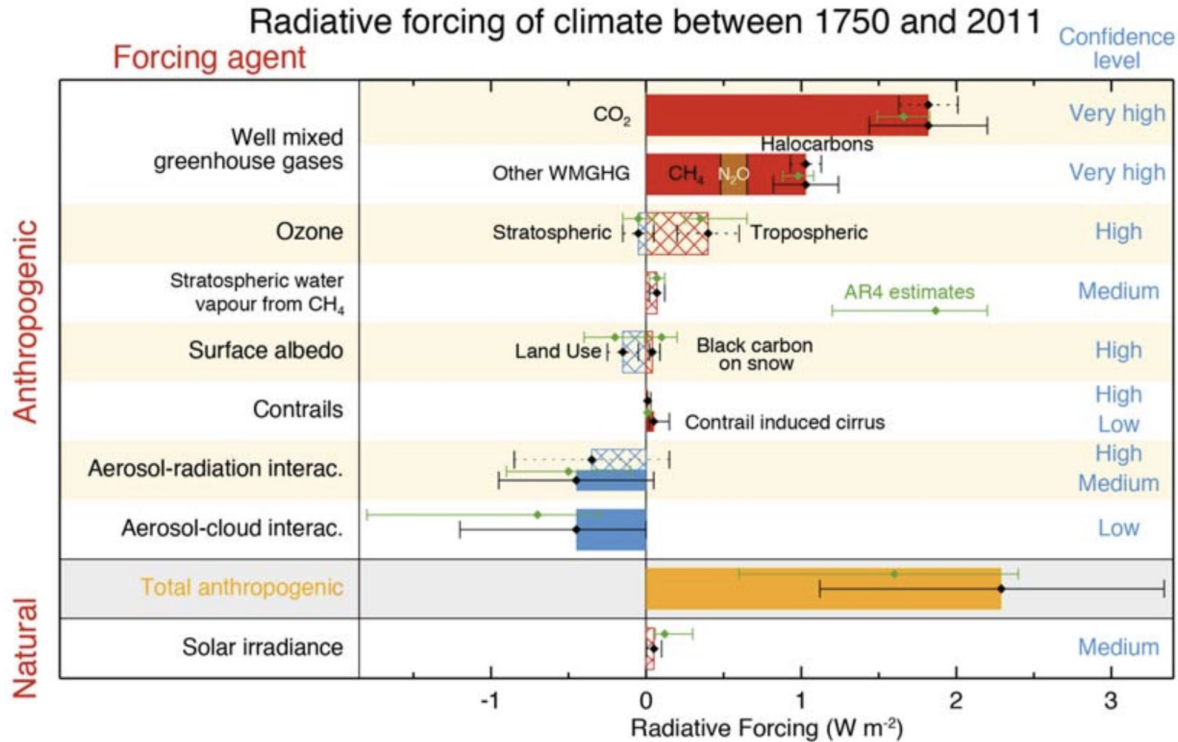 Radiative forcing of climate between 1750 and 2011
Forcing agent
Confidence
level
Anthropogenic
Well mixed
greenhouse gases
CO₂
Very high
Halocarbons
Other WMGHG
CH₄
N₂O
Very high
Ozone
Stratospheric
Tropospheric
High
Stratospheric water
vapour from CH₄
AR4 estimates
Medium
Surface albedo
Land Use
Black carbon
on snow
High
Contrails
High
Contrail induced cirrus
Low
Aerosol-radiation interac.
High
Medium
Aerosol-cloud interac.
Low
Total anthropogenic
Natural
Solar irradiance
Medium
-1 0 1 2 3
Radiative Forcing (W m⁻²)